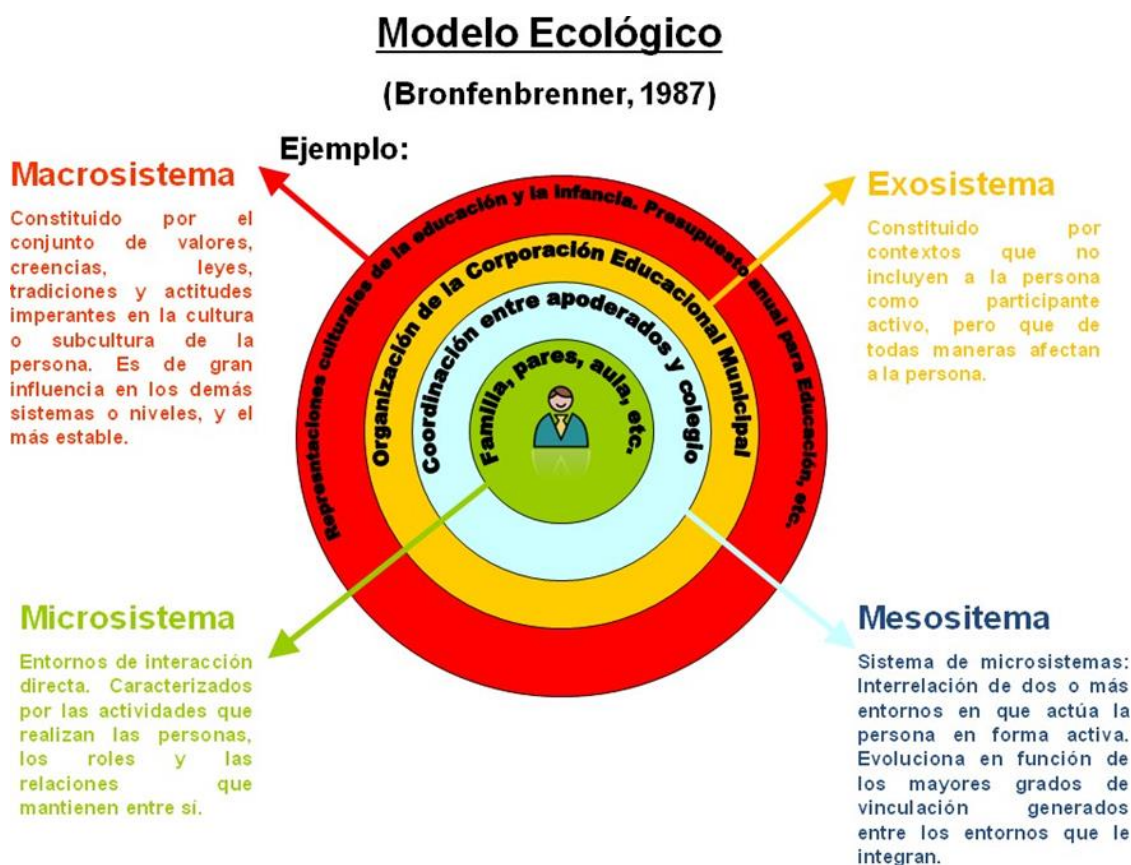 Modelo Ecológico
(Bronfenbrenner, 1987)
Ejemplo:
Macrosistema
Constituido por el
conjunto de valores,
creencias, leyes,
tradiciones y actitudes
imperantes en la cultura
o subcultura de la
persona. Es de gran
influencia en los demás
sistemas o niveles, y el
más estable.
Exosistema
Constituido por
contextos que no
incluyen a la persona
como participante
activo, pero que de
todas maneras afectan
a la persona.
Representaciones culturales de la educación y la infancia. Presupuesto anual para Educación, etc.
Organización de la Corporación Educacional Municipal
Coordinación entre apoderados y colegio
Familia, pares, aula, etc.
Microsistema
Entornos de interacción
directa. Caracterizados
por las actividades que
realizan las personas,
los roles y las
relaciones que
mantienen entre sí.
Mesositema
Sistema de microsistemas:
Interrelación de dos o más
entornos en que actúa la
persona en forma activa.
Evoluciona en función de
los mayores grados de
vinculación generados
entre los entornos que le
integran.